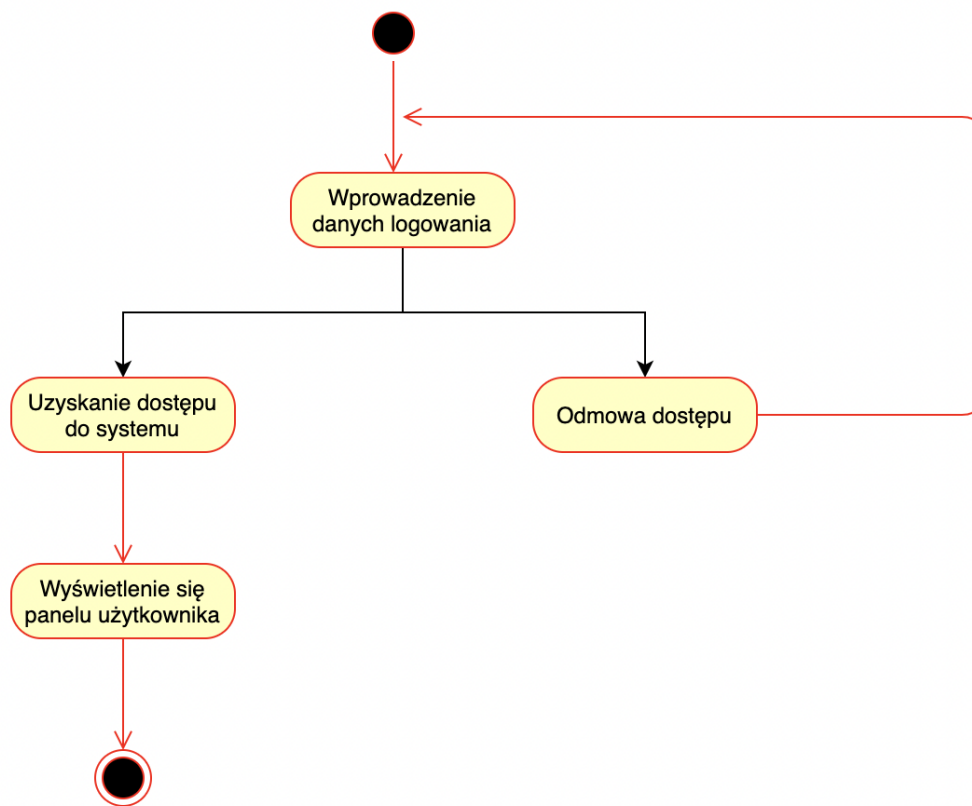 Wprowadzenie
danych logowania
Uzyskanie dostępu
do systemu
Odmowa dostępu
Wyświetlenie się
panelu użytkownika